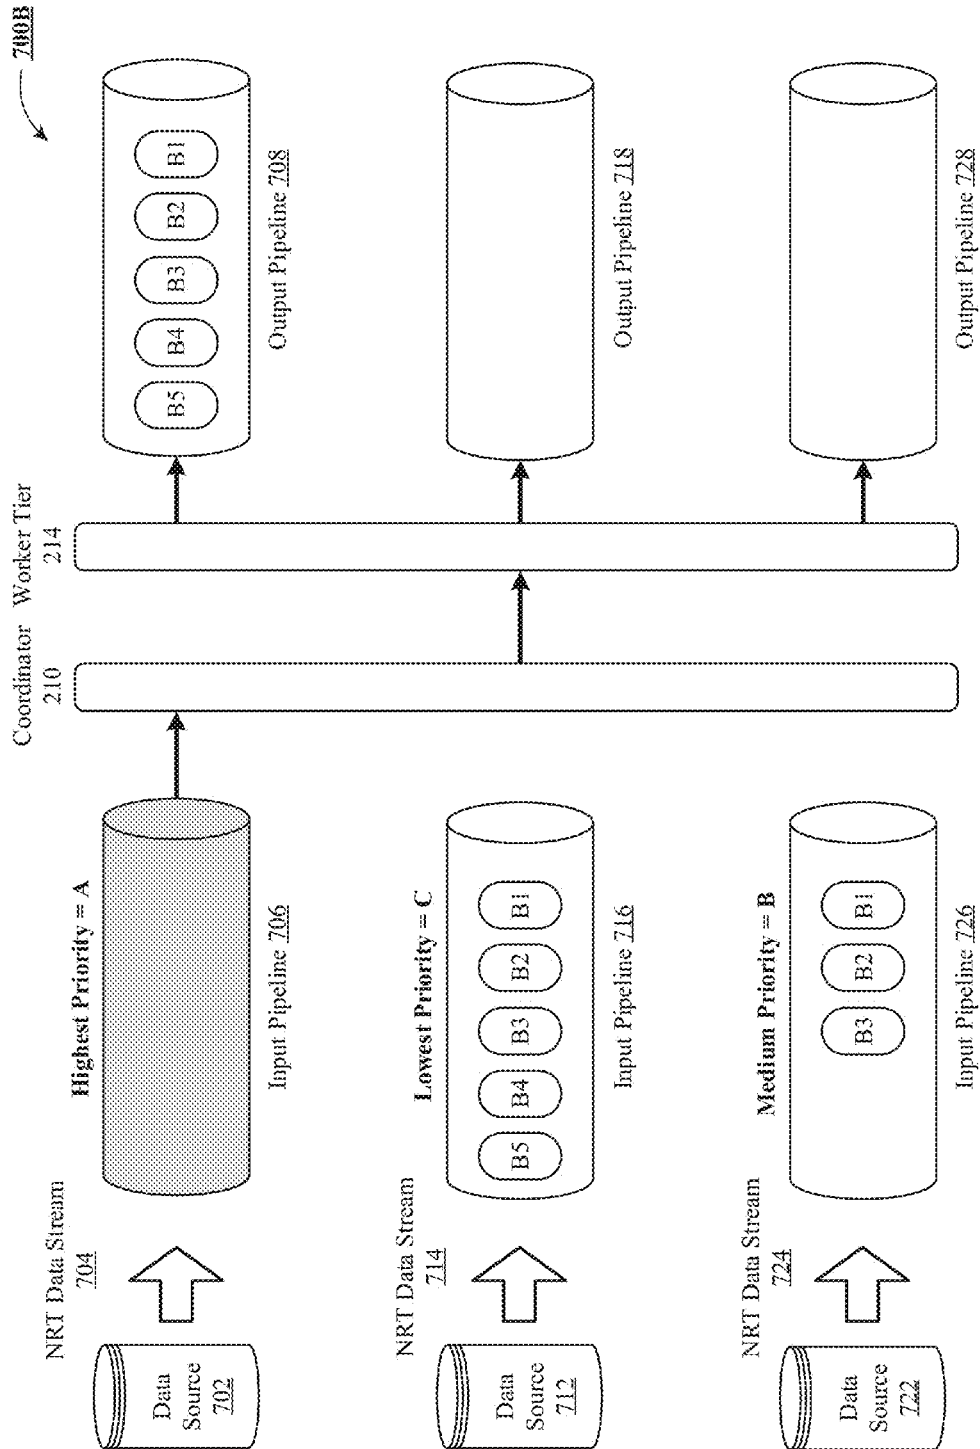 700B
Coordinator
210
Worker Tier
214
NRT Data Stream
704
Highest Priority = A
Data
Source
702
Input Pipeline 706
B5
B4
B3
B2
B1
Output Pipeline 708
NRT Data Stream
714
Lowest Priority = C
Data
Source
712
B5
B4
B3
B2
B1
Input Pipeline 716
Output Pipeline 718
NRT Data Stream
724
Medium Priority = B
Data
Source
722
B3
B2
B1
Input Pipeline 726
Output Pipeline 728